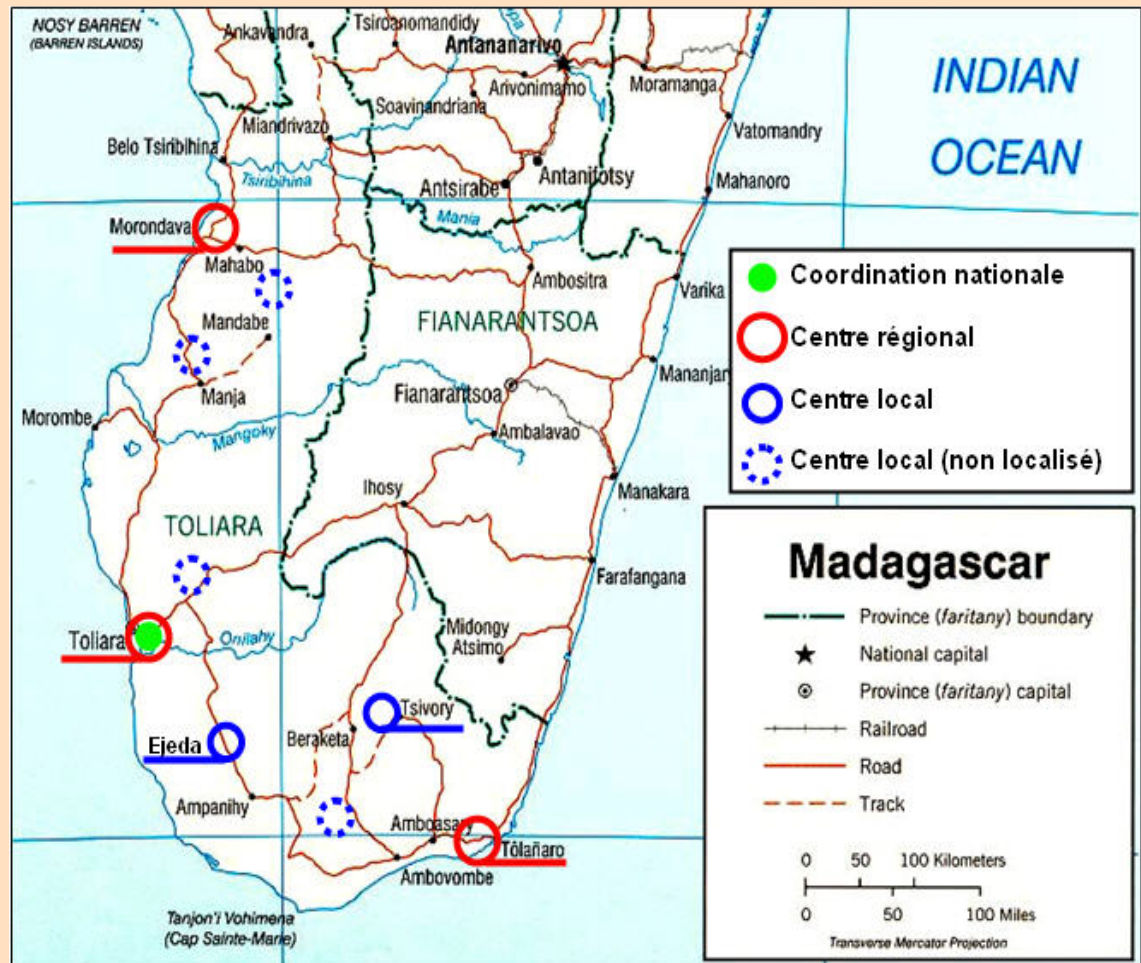 NOSY BARREN
(BARREN ISLANDS)
Ankavandra
Tsiroanomandidy
Antananarivo
Arivonimamo
Moramanga
Soavinandriana
Miandrivazo
Vatomandry
Belo Tsiribihina
Tsiribihina
Antanifotsy
Antsirabe
Mahanoro
Mania
Morondava
Mahabo
Ambositra
Varika
Mandabe
FIANARANTSOA
Manja
Fianarantsoa
Mananjary
Morombe
Mangoky
Ambalavao
Ihosy
Manakara
TOLIARA
Farafangana
Toliara
Onilahy
Midongy
Atsimo
Tsivory
Ejeda
Beraketa
Ampanihy
Amboasary
Tôlañaro
Ambovombe
Tanjon'i Vohimena
(Cap Sainte-Marie)
INDIAN
OCEAN
Coordination nationale
Centre régional
Centre local
Centre local (non localisé)
Madagascar
Province (faritany) boundary
National capital
Province (faritany) capital
Railroad
Road
Track
0 50 100 Kilometers
0 50 100 Miles
Transverse Mercator Projection